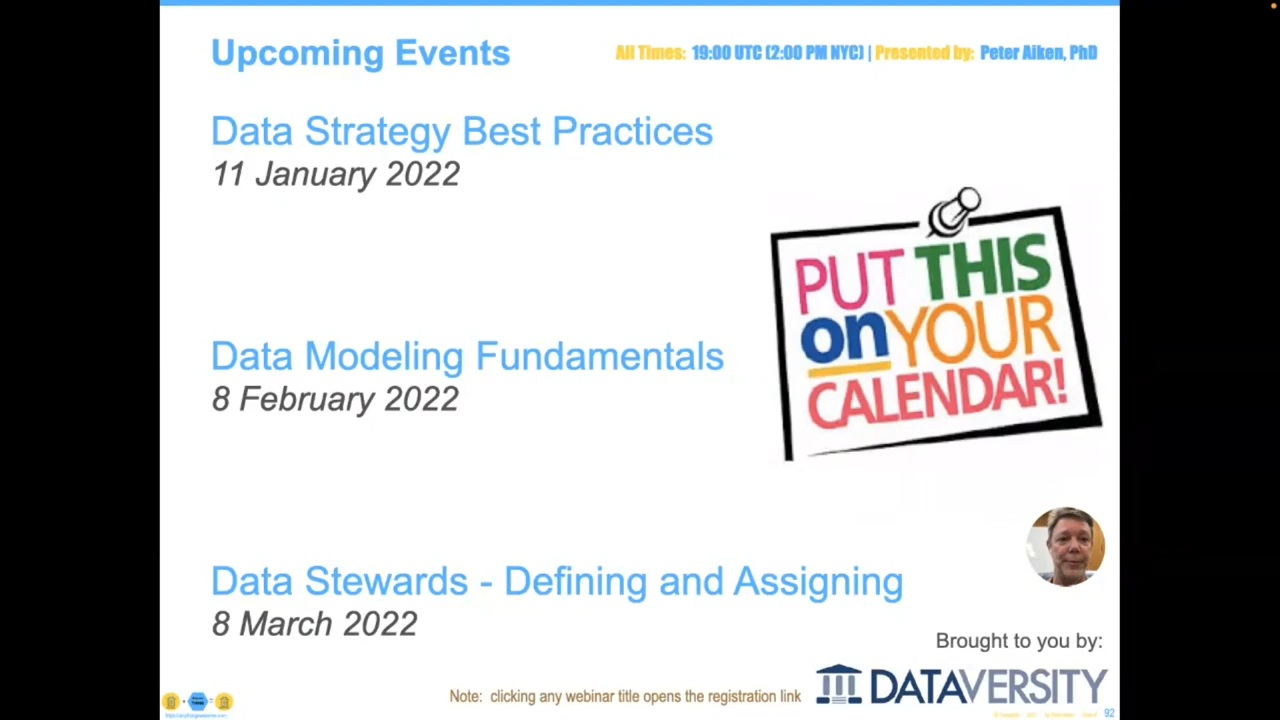 Upcoming Events
All Times: 19:00 UTC (2:00 PM NYC) | Presented by: Peter Aiken, PhD
Data Strategy Best Practices
11 January 2022
PUT THIS
on YOUR
CALENDAR!
Data Modeling Fundamentals
8 February 2022
Data Stewards - Defining and Assigning
8 March 2022
Brought to you by:
DATAVERSITY
Note: clicking any webinar title opens the registration link
92